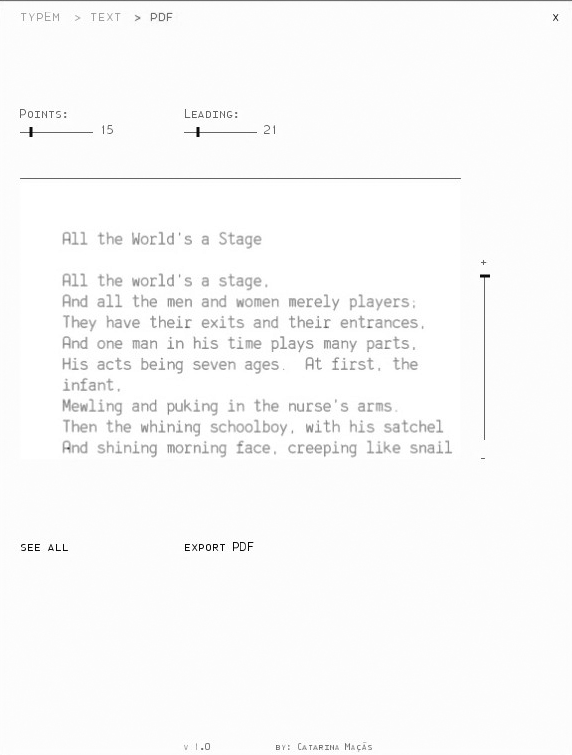 TYPEM > TEXT > PDF
X
POINTS: 15
LEADING: 21
All the World's a Stage
All the world's a stage,
And all the men and women merely players;
They have their exits and their entrances,
And one man in his time plays many parts,
His acts being seven ages.  At first, the
infant,
Mewling and puking in the nurse's arms.
Then the whining schoolboy, with his satchel
And shining morning face, creeping like snail
+
-
SEE ALL
EXPORT PDF
V 1.0
BY: CATARINA MAÇÃS